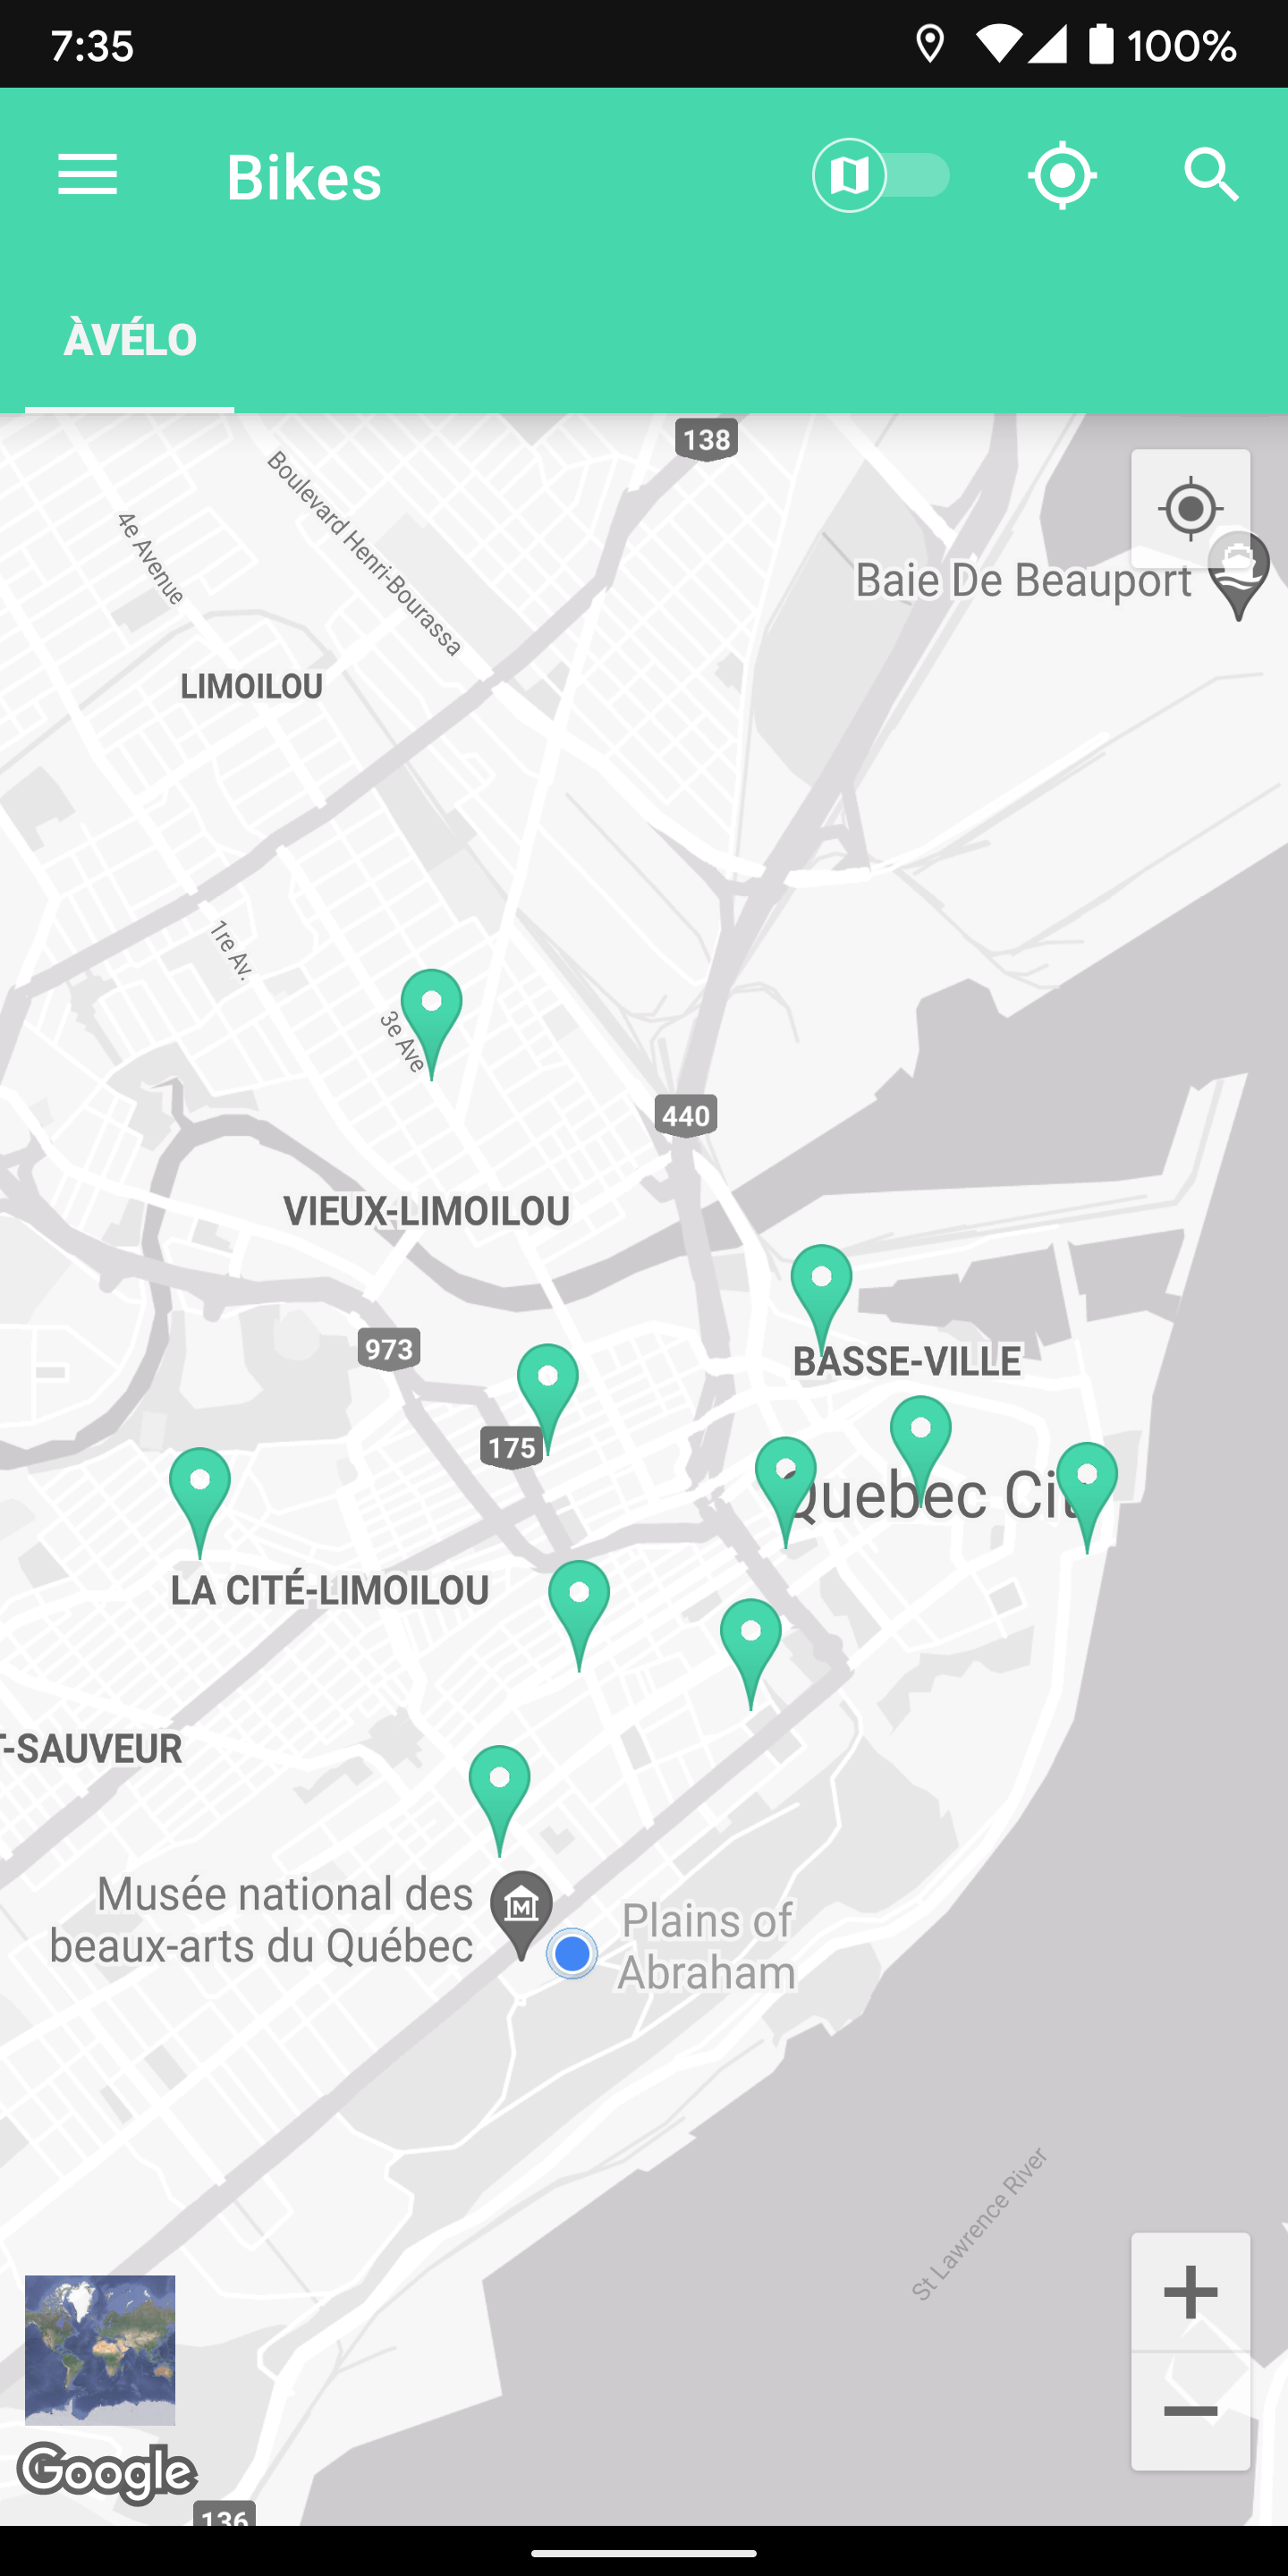 7:35
100%
Bikes
ÀVÉLO
138
Boulevard Henri-Bourassa
4e Avenue
Baie De Beauport
LIMOILOU
1re Av.
3e Ave
440
VIEUX-LIMOILOU
973
BASSE-VILLE
175
Quebec Cit
LA CITÉ-LIMOILOU
T-SAUVEUR
Musée national des
beaux-arts du Québec
Plains of
Abraham
St Lawrence River
Google
136